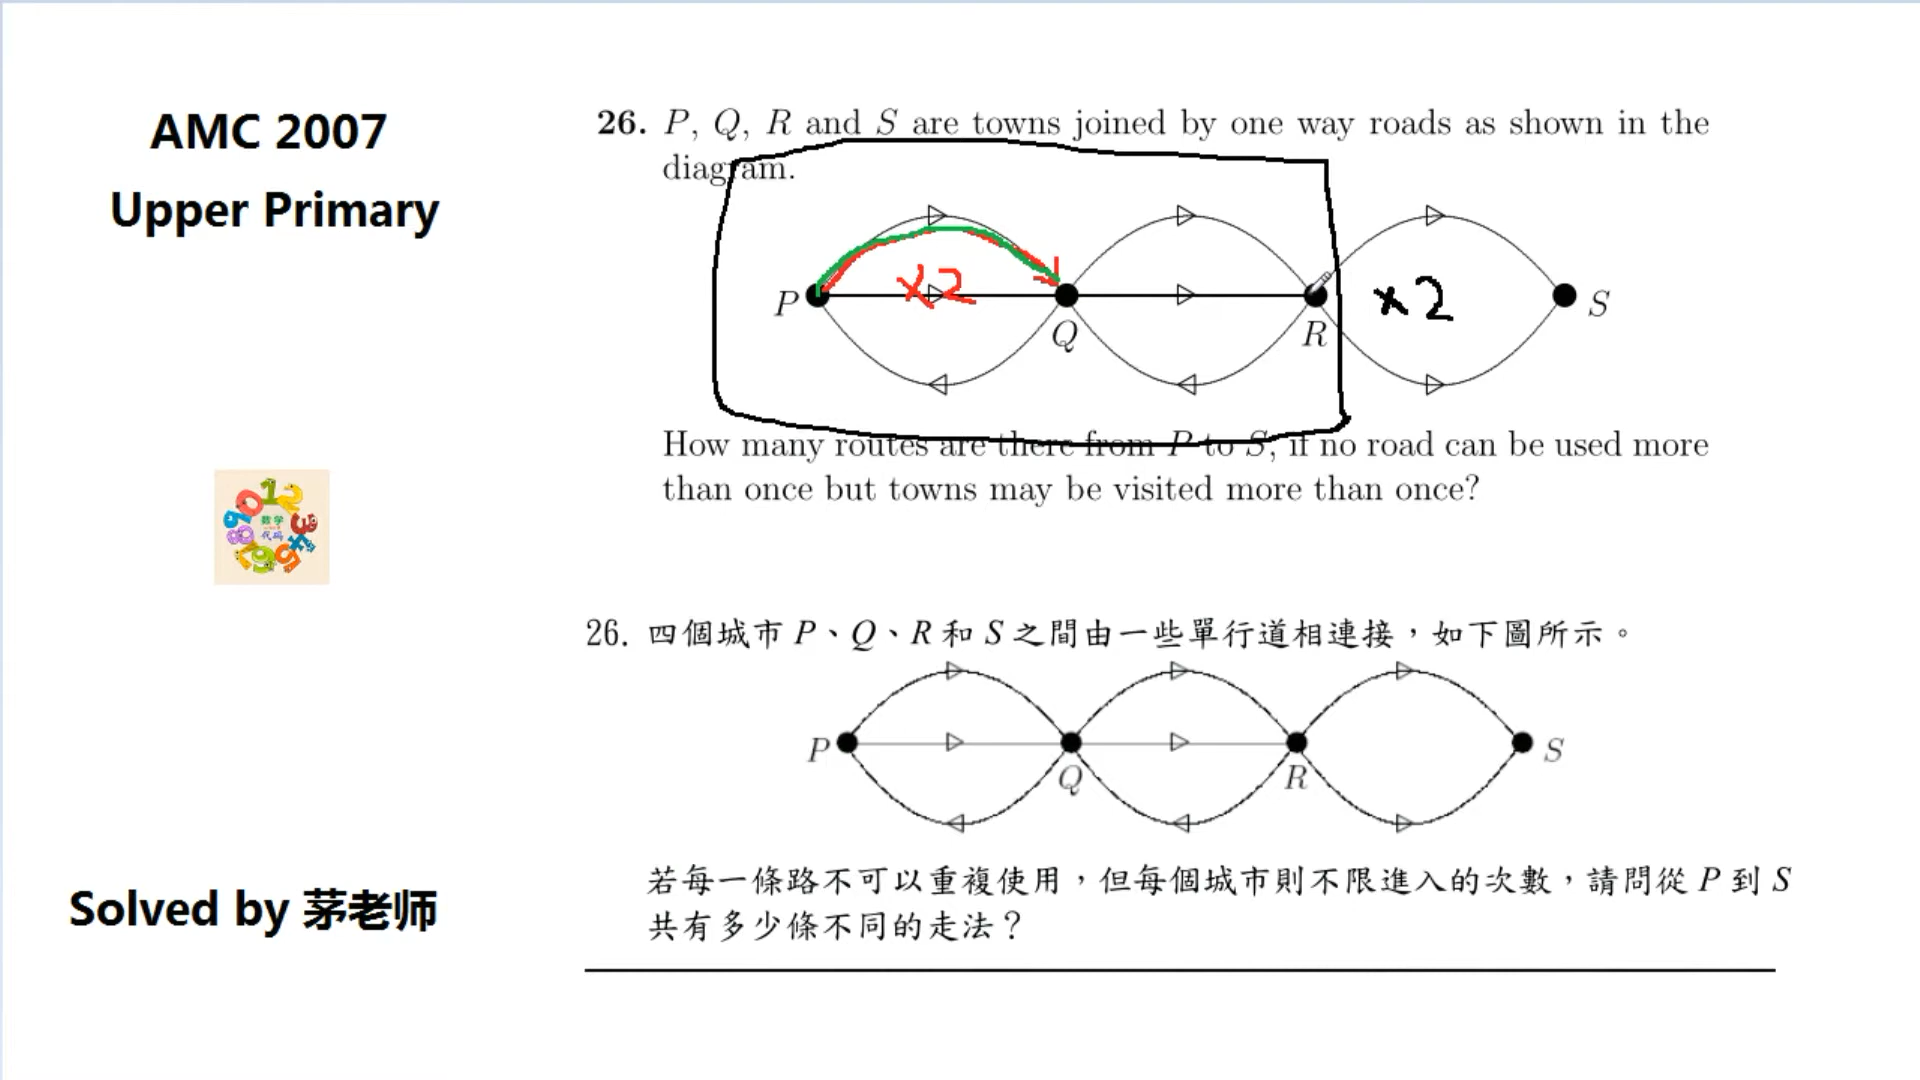 AMC 2007
Upper Primary
26. P, Q, R and S are towns joined by one way roads as shown in the
diagram.
P
×2
Q
R
×2
S
How many routes are there from P to S, if no road can be used more
than once but towns may be visited more than once?
数学
代码
26. 四個城市 P、Q、R 和 S 之間由一些單行道相連接，如下圖所示。
P
Q
R
S
若每一條路不可以重複使用，但每個城市則不限進入的次數，請問從 P 到 S
共有多少條不同的走法？
Solved by 茅老师